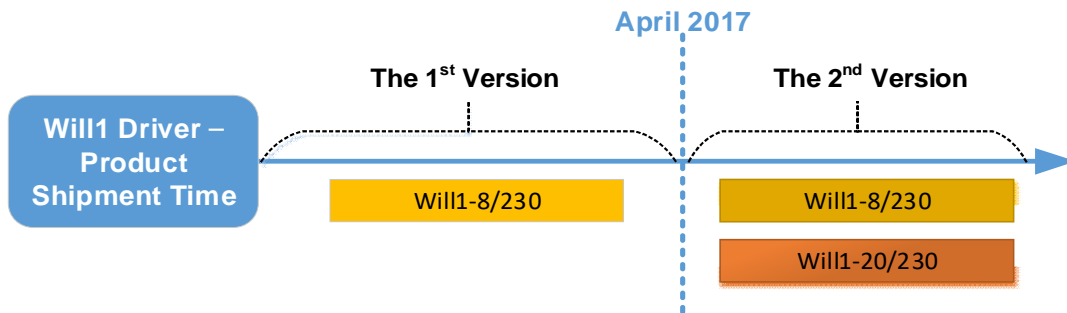 April 2017
The 1st Version
The 2nd Version
Will1 Driver –
Product
Shipment Time
Will1-8/230
Will1-8/230
Will1-20/230